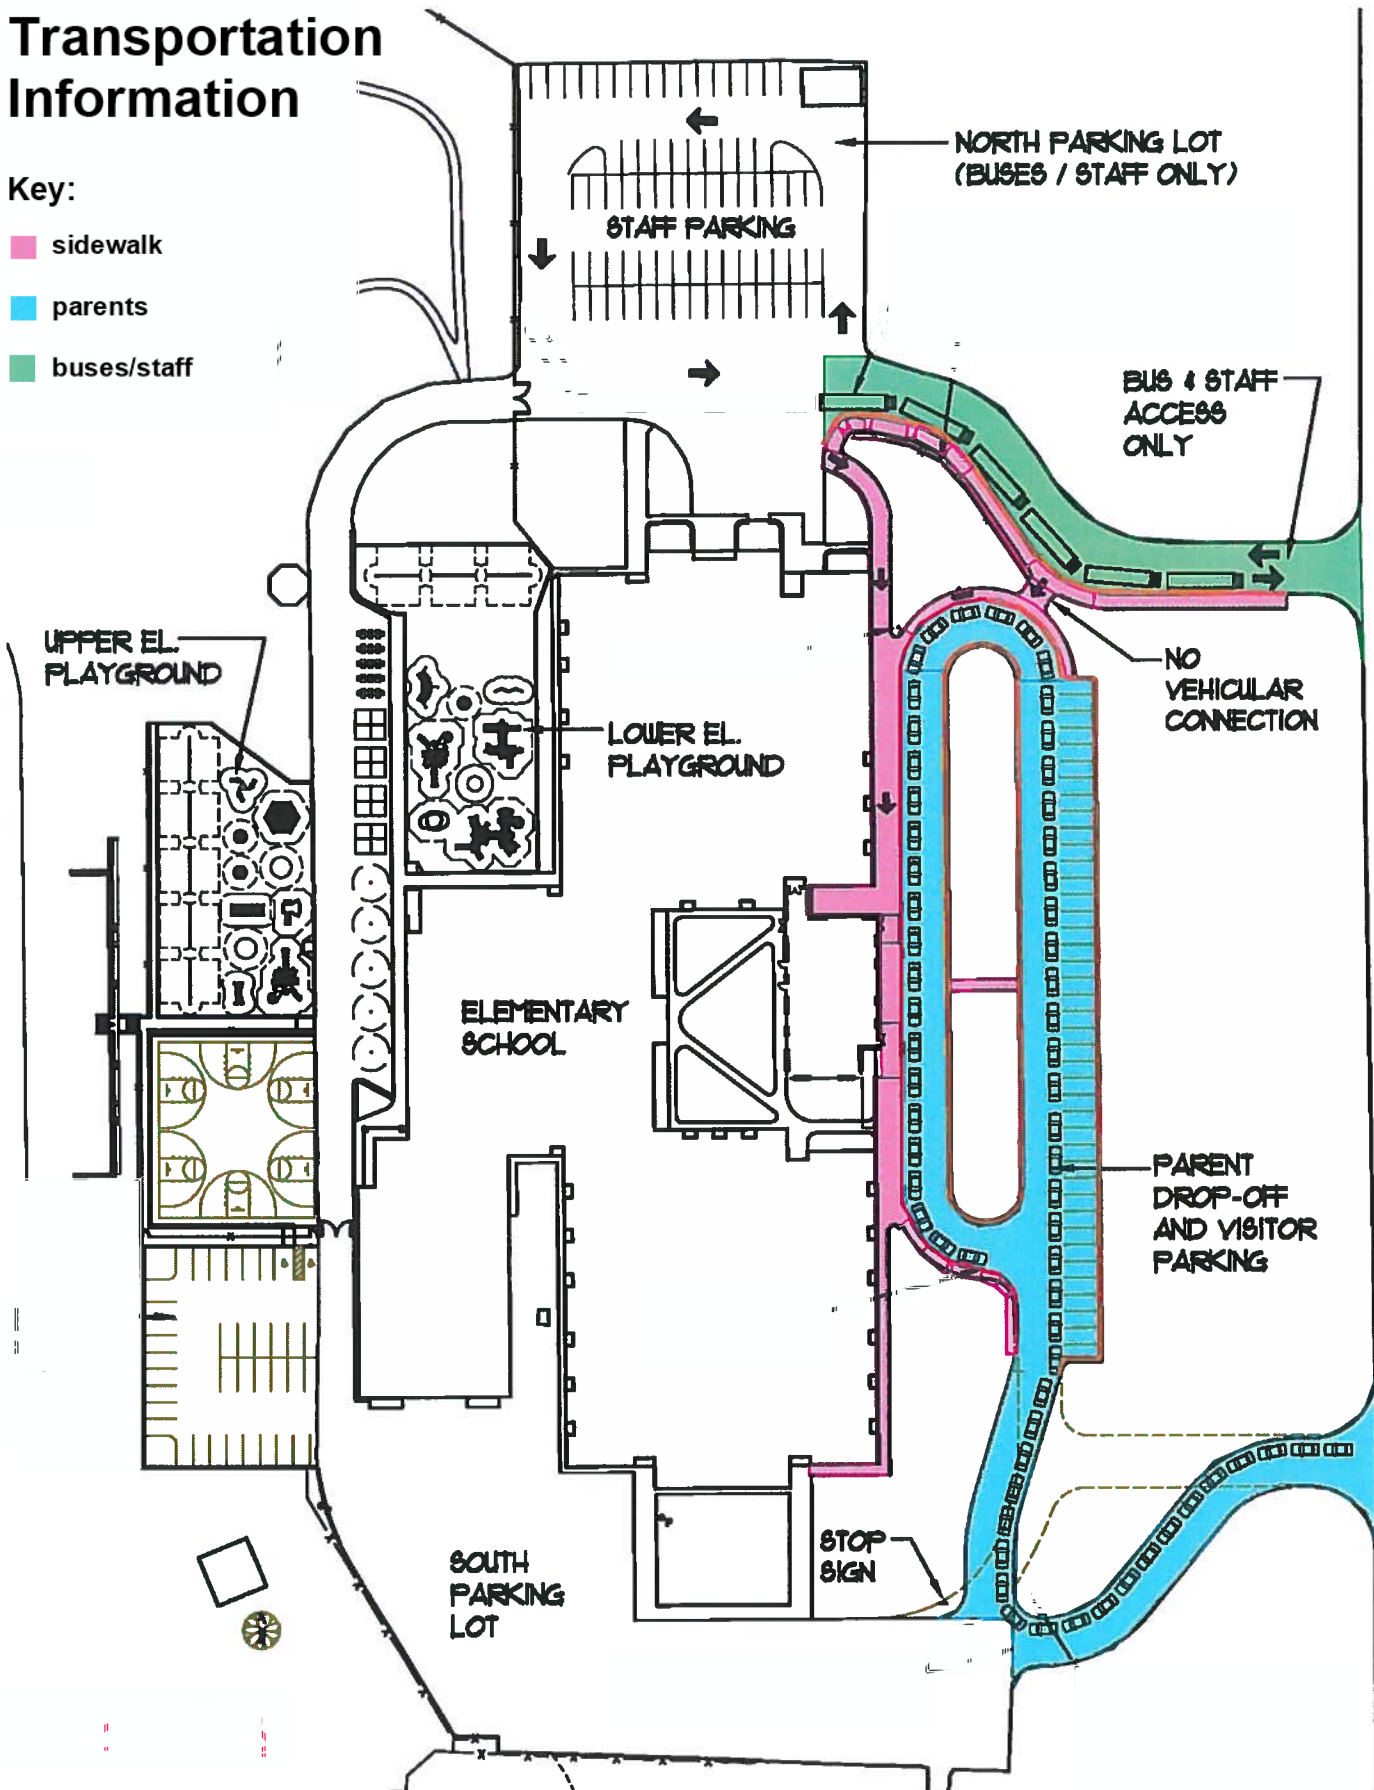 Transportation
Information
Key:
sidewalk
parents
buses/staff
NORTH PARKING LOT
(BUSES / STAFF ONLY)
STAFF PARKING
BUS & STAFF
ACCESS
ONLY
UPPER EL.
PLAYGROUND
NO
VEHICULAR
CONNECTION
LOWER EL.
PLAYGROUND
ELEMENTARY
SCHOOL
PARENT
DROP-OFF
AND VISITOR
PARKING
STOP
SIGN
SOUTH
PARKING
LOT